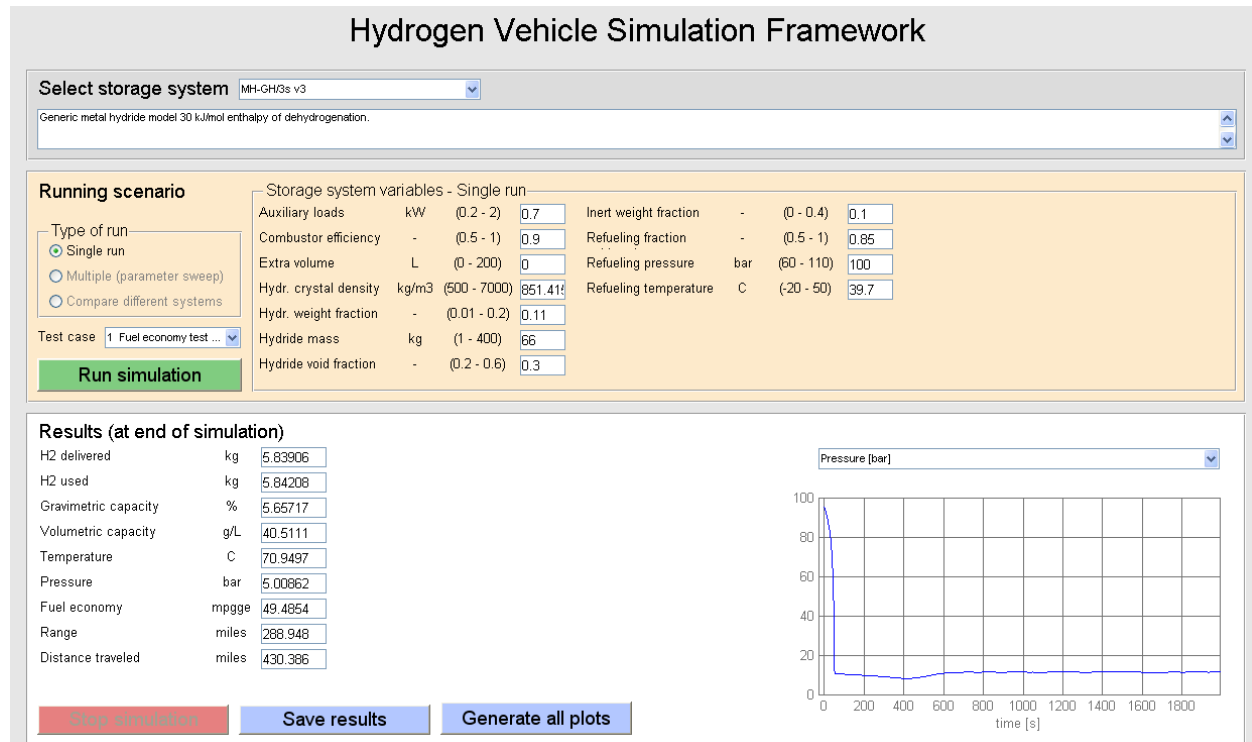 Hydrogen Vehicle Simulation Framework
Select storage system MH-GH/3s v3
Generic metal hydride model 30 kJ/mol enthalpy of dehydrogenation.
Running scenario
Type of run
Single run
Multiple (parameter sweep)
Compare different systems
Test case 1 Fuel economy test ...
Run simulation
Storage system variables - Single run
Auxiliary loads kW (0.2 - 2) 0.7 Inert weight fraction - (0 - 0.4) 0.1
Combustor efficiency - (0.5 - 1) 0.9 Refueling fraction - (0.5 - 1) 0.85
Extra volume L (0 - 200) 0 Refueling pressure bar (60 - 110) 100
Hydr. crystal density kg/m3 (500 - 7000) 851.415 Refueling temperature C (-20 - 50) 39.7
Hydr. weight fraction - (0.01 - 0.2) 0.11
Hydride mass kg (1 - 400) 66
Hydride void fraction - (0.2 - 0.6) 0.3
Results (at end of simulation)
H2 delivered kg 5.83906
H2 used kg 5.84208
Gravimetric capacity % 5.65717
Volumetric capacity g/L 40.5111
Temperature C 70.9497
Pressure bar 5.00862
Fuel economy mpgge 49.4854
Range miles 288.948
Distance traveled miles 430.386
Stop simulation Save results Generate all plots
Pressure [bar]
100
80
60
40
20
0
0 200 400 600 800 1000 1200 1400 1600 1800
time [s]